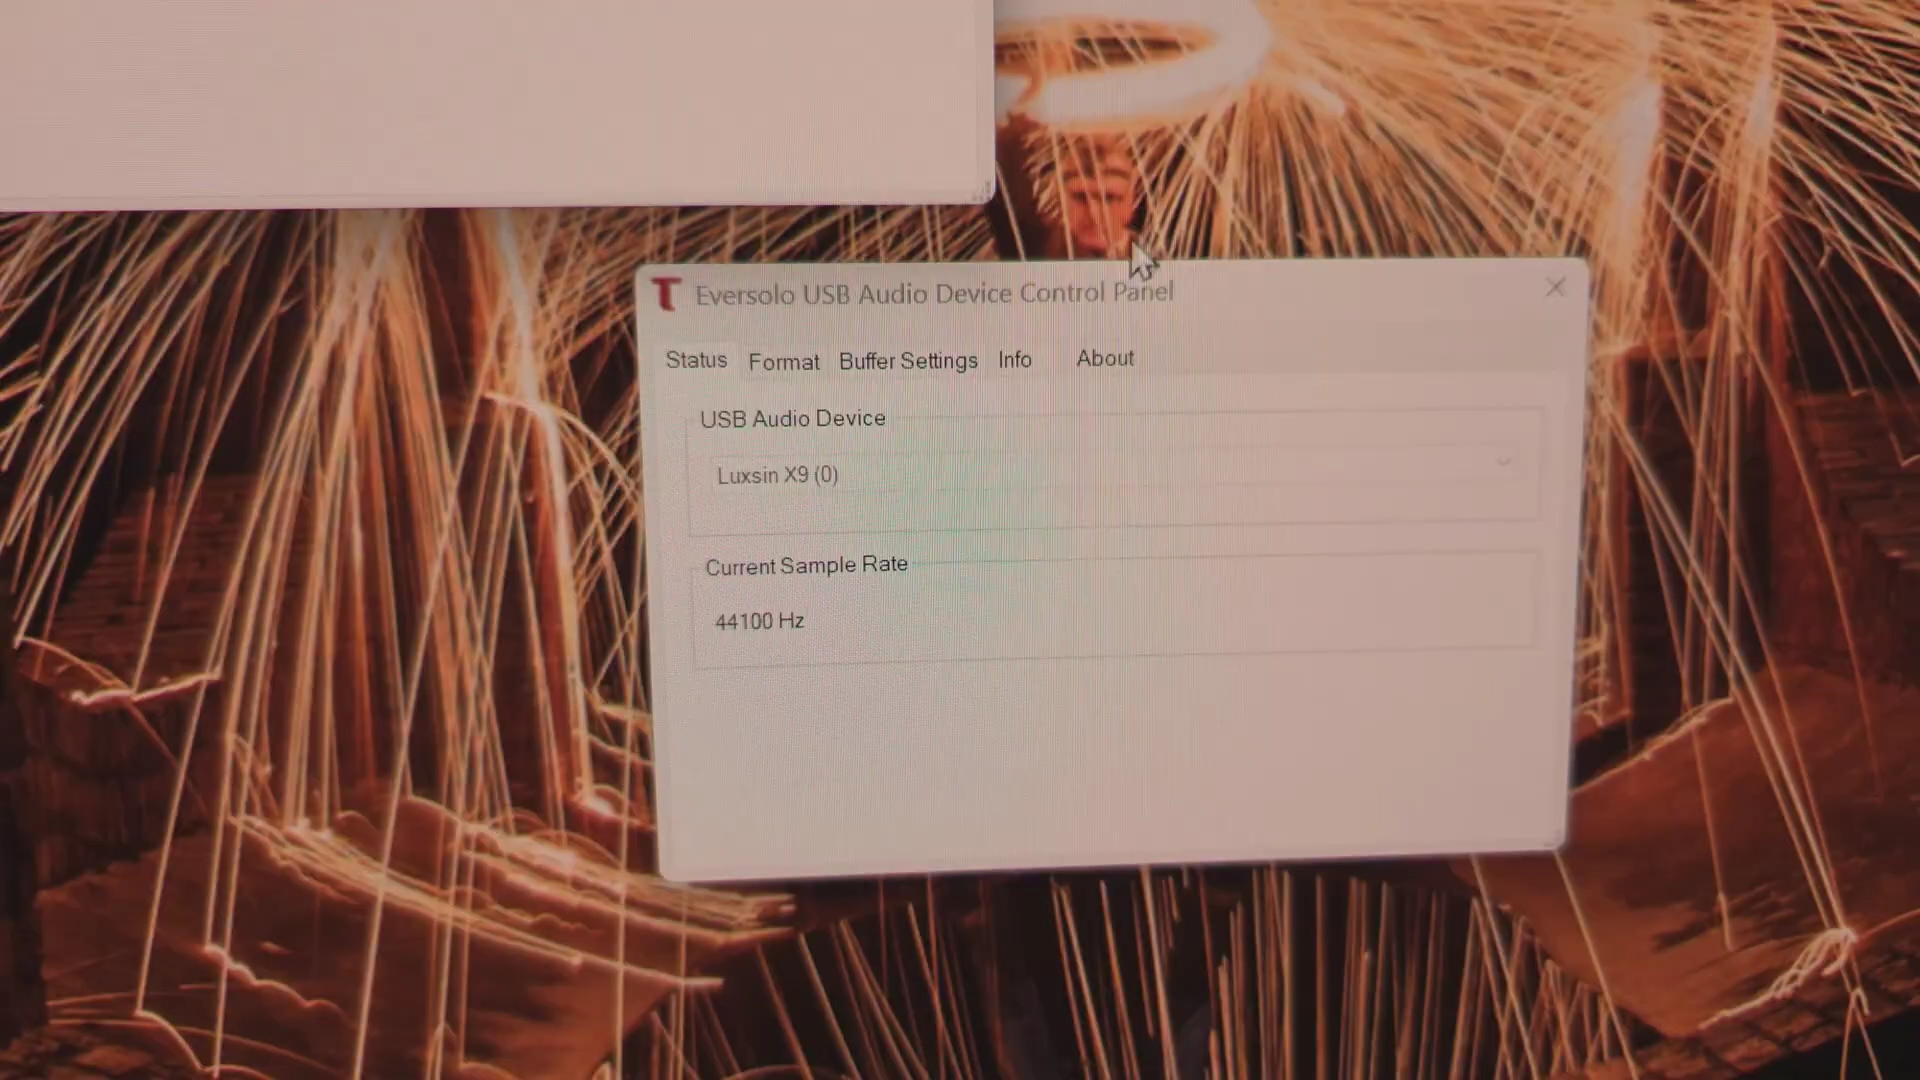 Eversolo USB Audio Device Control Panel
Status Format Buffer Settings Info About
USB Audio Device
Luxsin X9 (0)
Current Sample Rate
44100 Hz